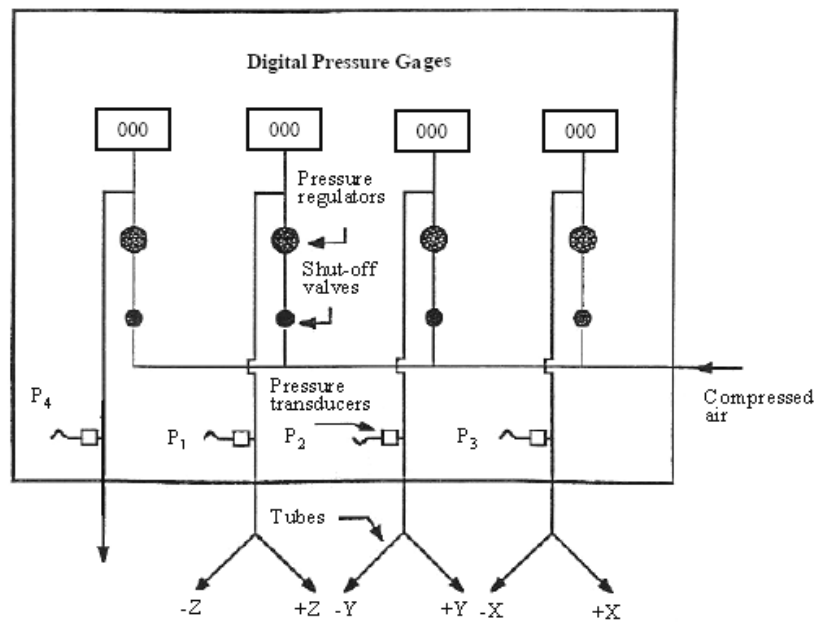 Digital Pressure Gages
000 000 000 000
Pressure
regulators
Shut-off
valves
Compressed
air
Pressure
transducers
P4
P1
P2
P3
Tubes
-Z +Z -Y +Y -X +X